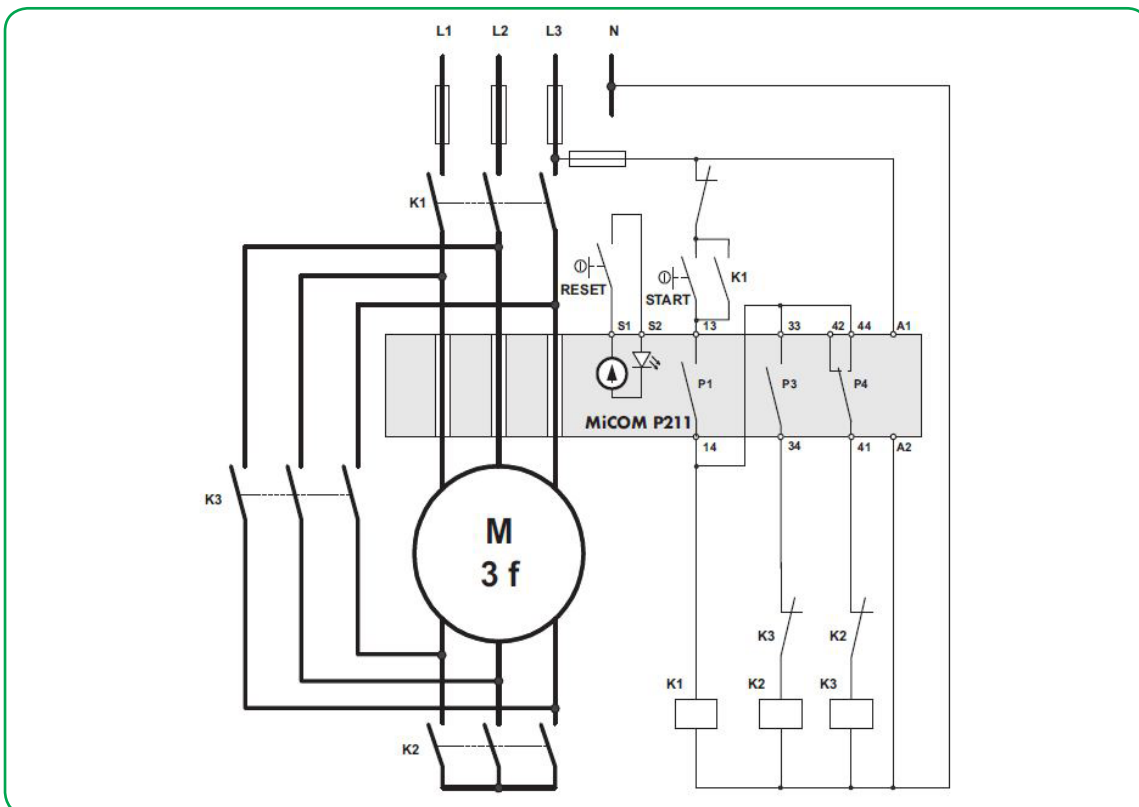 L1 L2 L3 N
K1
RESET START K1
S1 S2 13 33 42 44 A1
P1 P3 P4
MiCOM P211
14 34 41 A2
K3
M
3 f
K3 K2
K1 K2 K3
K2